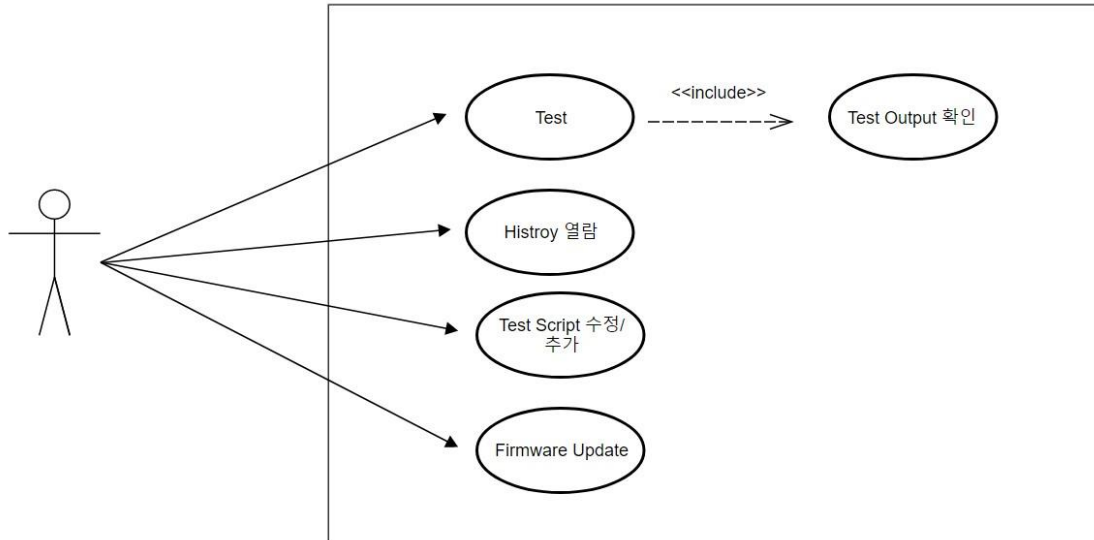 <<include>>
Test
Test Output 확인
Histroy 열람
Test Script 수정/
추가
Firmware Update